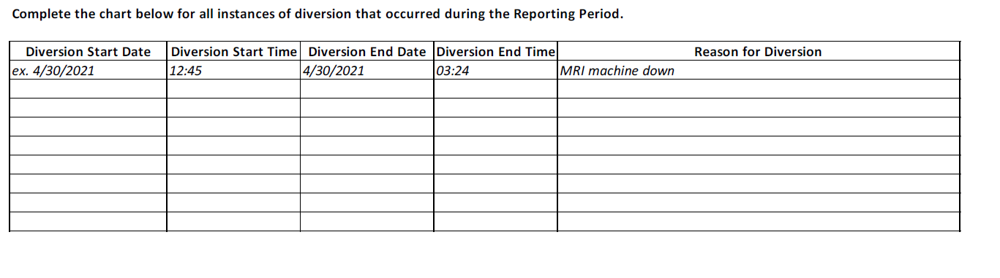 Complete the chart below for all instances of diversion that occurred during the Reporting Period.
Diversion Start Date Diversion Start Time Diversion End Date Diversion End Time Reason for Diversion
ex. 4/30/2021 12:45 4/30/2021 03:24 MRI machine down